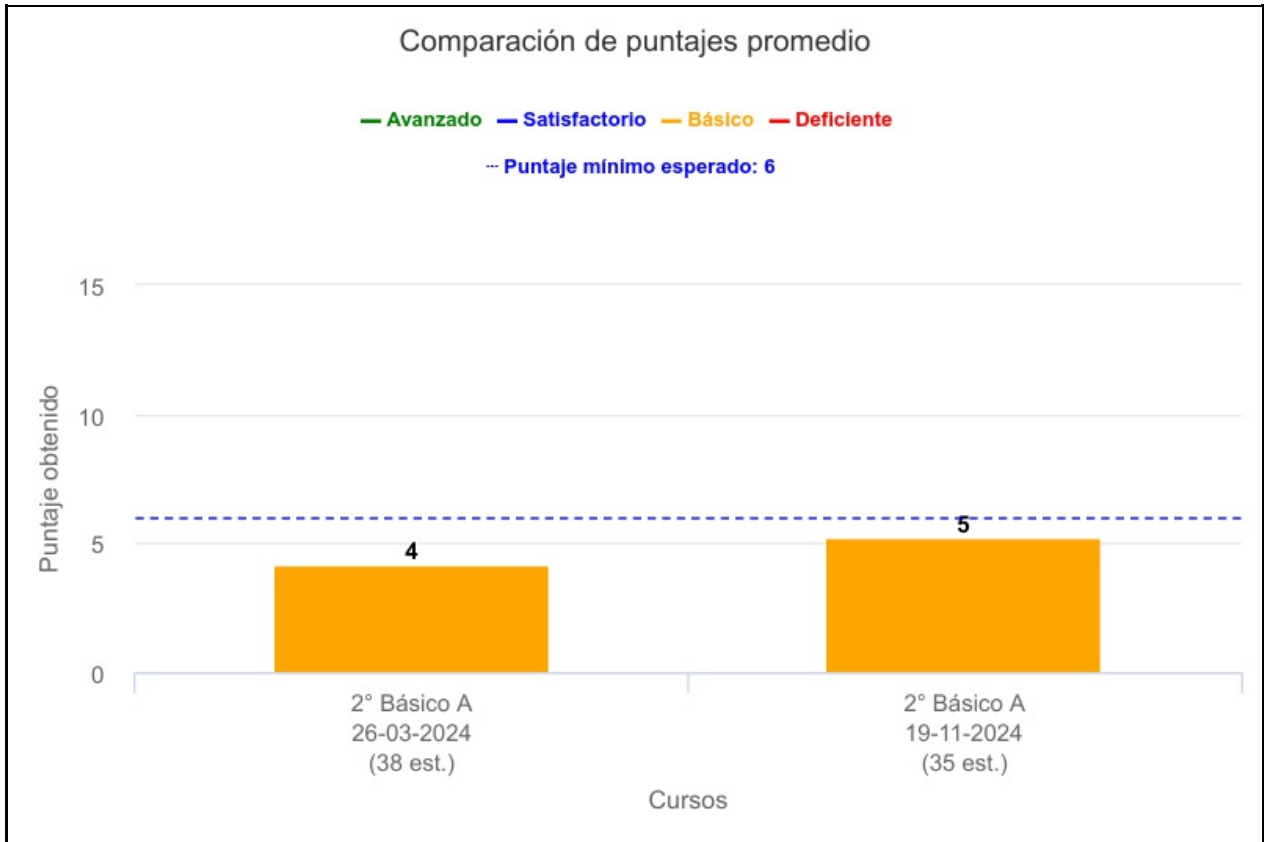 Comparación de puntajes promedio
— Avanzado — Satisfactorio — Básico — Deficiente
--- Puntaje mínimo esperado: 6
Puntaje obtenido
15
10
5
0
4
5
2° Básico A
26-03-2024
(38 est.)
2° Básico A
19-11-2024
(35 est.)
Cursos